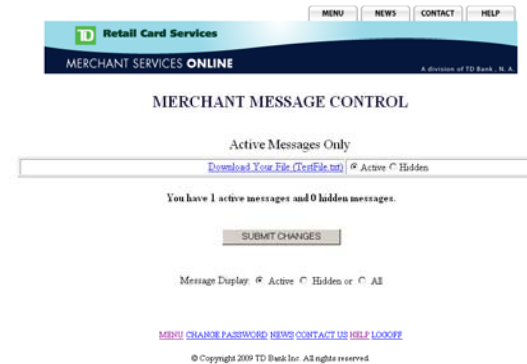 MENU NEWS CONTACT HELP
TD Retail Card Services
MERCHANT SERVICES ONLINE
A division of TD Bank, N. A.
MERCHANT MESSAGE CONTROL
Active Messages Only
Download Your File (TestFile.txt) Active Hidden
You have 1 active messages and 0 hidden messages.
SUBMIT CHANGES
Message Display: Active Hidden or All
MENU CHANGE PASSWORD NEWS CONTACT US HELP LOGOFF
© Copyright 2009 TD Bank Inc. All rights reserved